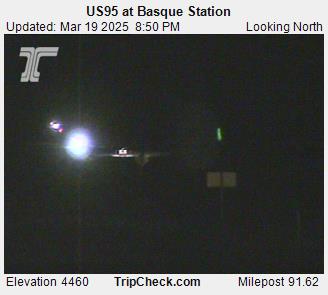 US95 at Basque Station
Updated: Mar 19 2025 8:50 PM Looking North
Elevation 4460 TripCheck.com Milepost 91.62